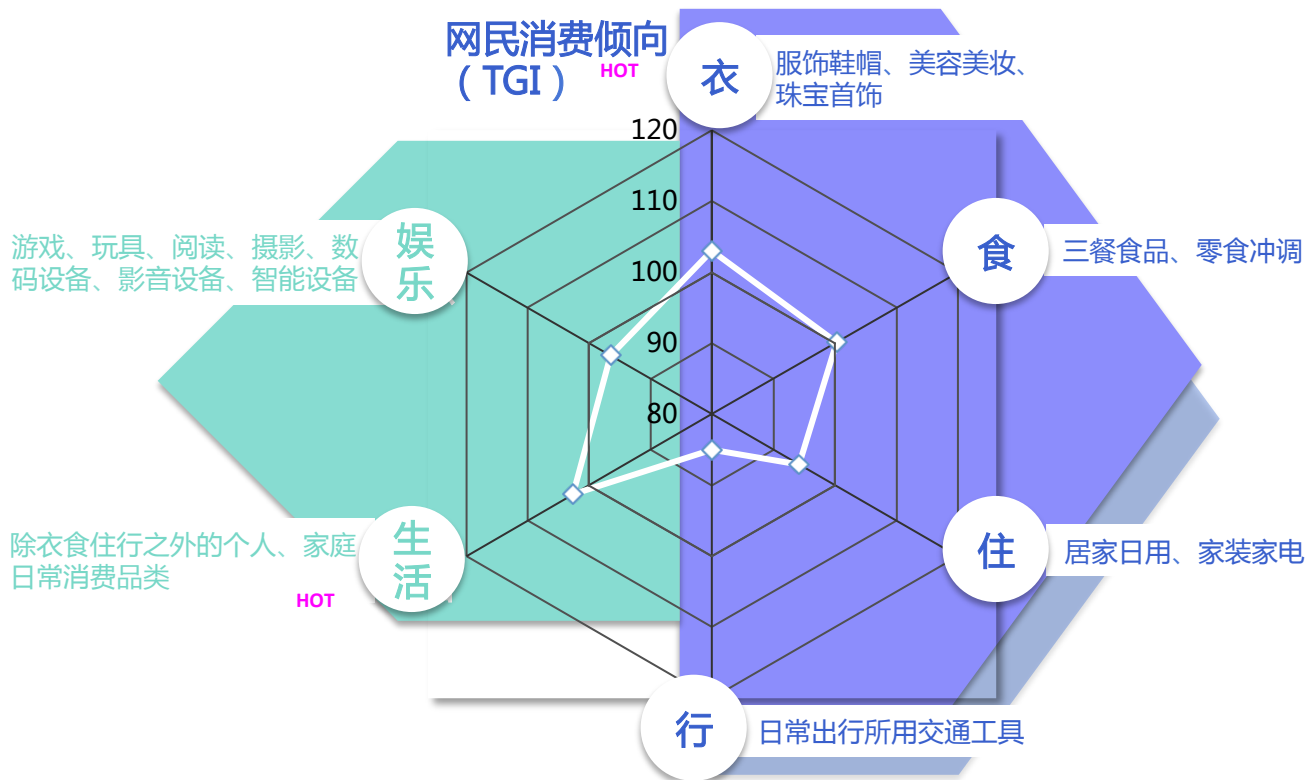 网民消费倾向
（TGI） HOT
衣
服饰鞋帽、美容美妆、
珠宝首饰
120
110
100
90
80
食
三餐食品、零食冲调
住
居家日用、家装家电
行
日常出行所用交通工具
生
活
除衣食住行之外的个人、家庭
日常消费品类
HOT
娱
乐
游戏、玩具、阅读、摄影、数
码设备、影音设备、智能设备